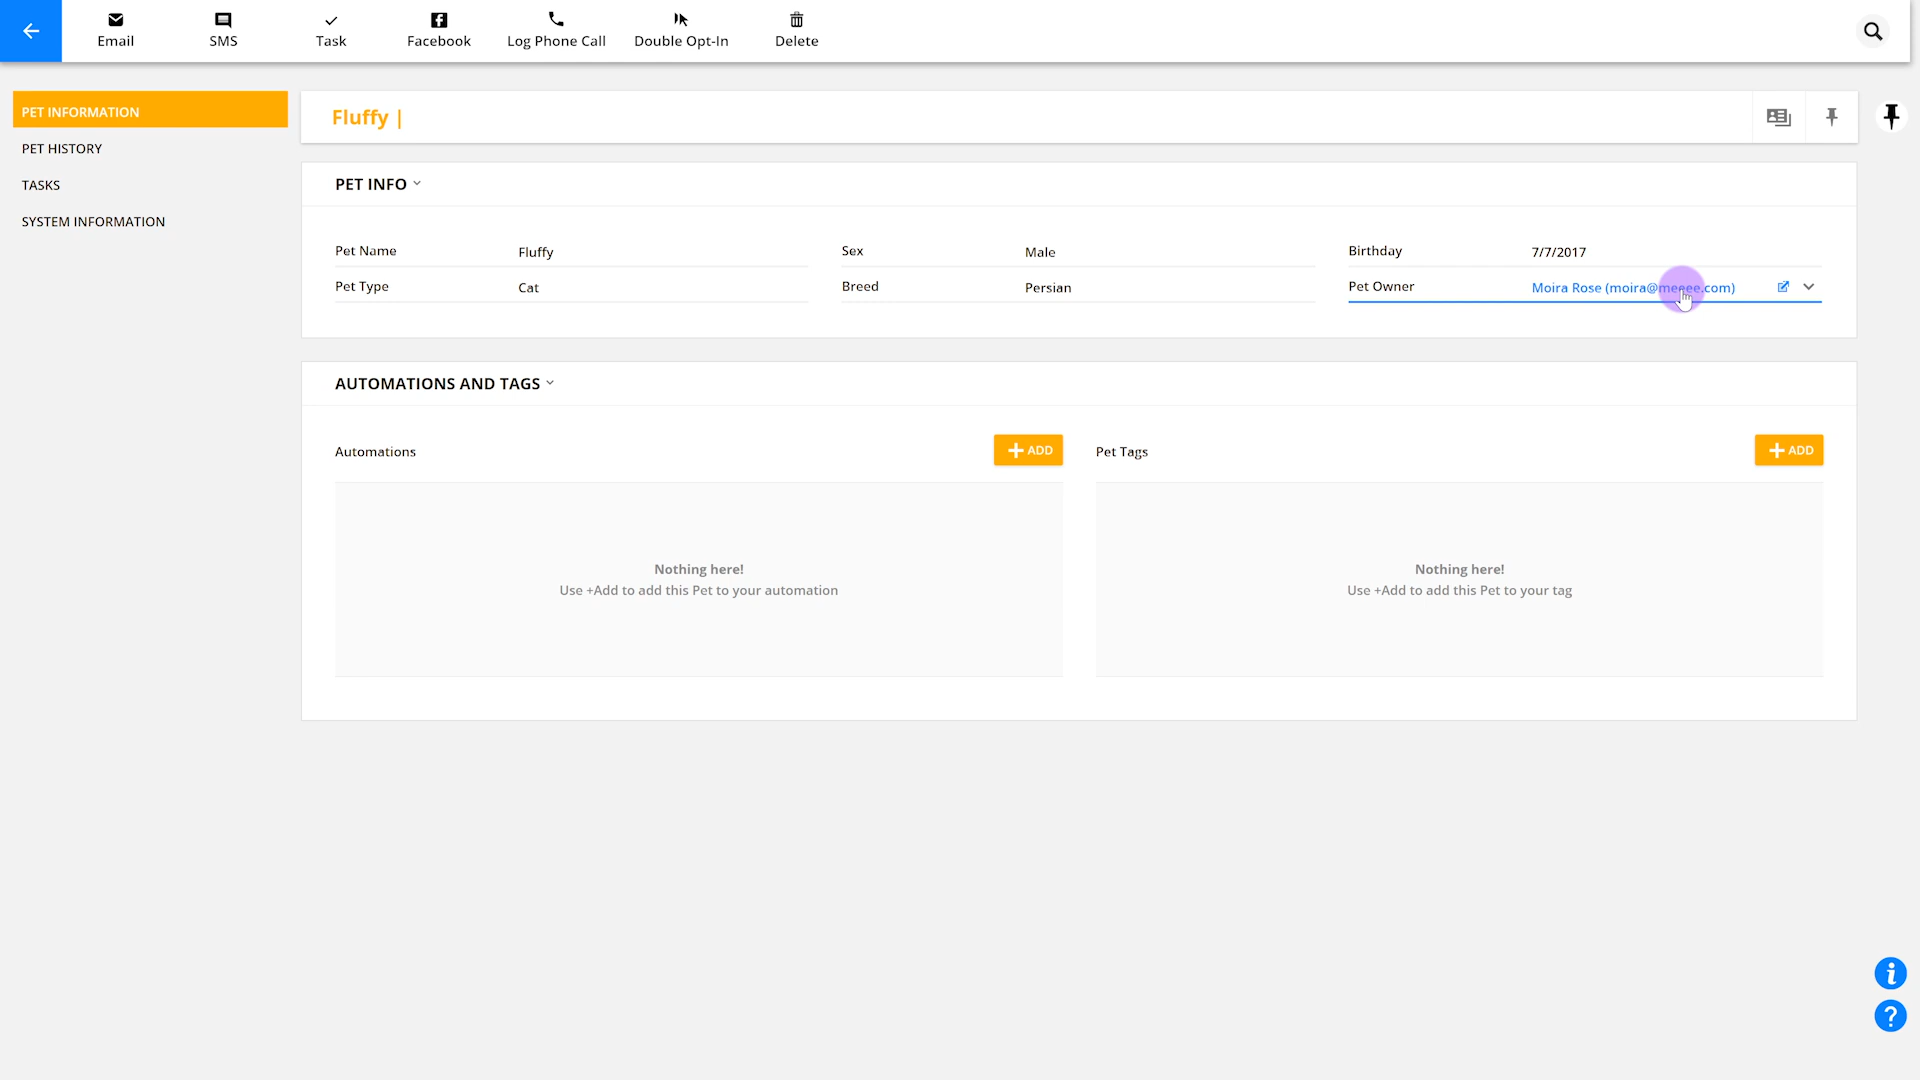 Email
SMS
Task
Facebook
Log Phone Call
Double Opt-In
Delete
PET INFORMATION
PET HISTORY
TASKS
SYSTEM INFORMATION
Fluffy |
PET INFO
Pet Name Fluffy
Sex Male
Birthday 7/7/2017
Pet Type Cat
Breed Persian
Pet Owner Moira Rose (moira@meeee.com)
AUTOMATIONS AND TAGS
Automations
+ ADD
Pet Tags
+ ADD
Nothing here!
Use +Add to add this Pet to your automation
Nothing here!
Use +Add to add this Pet to your tag
i
?